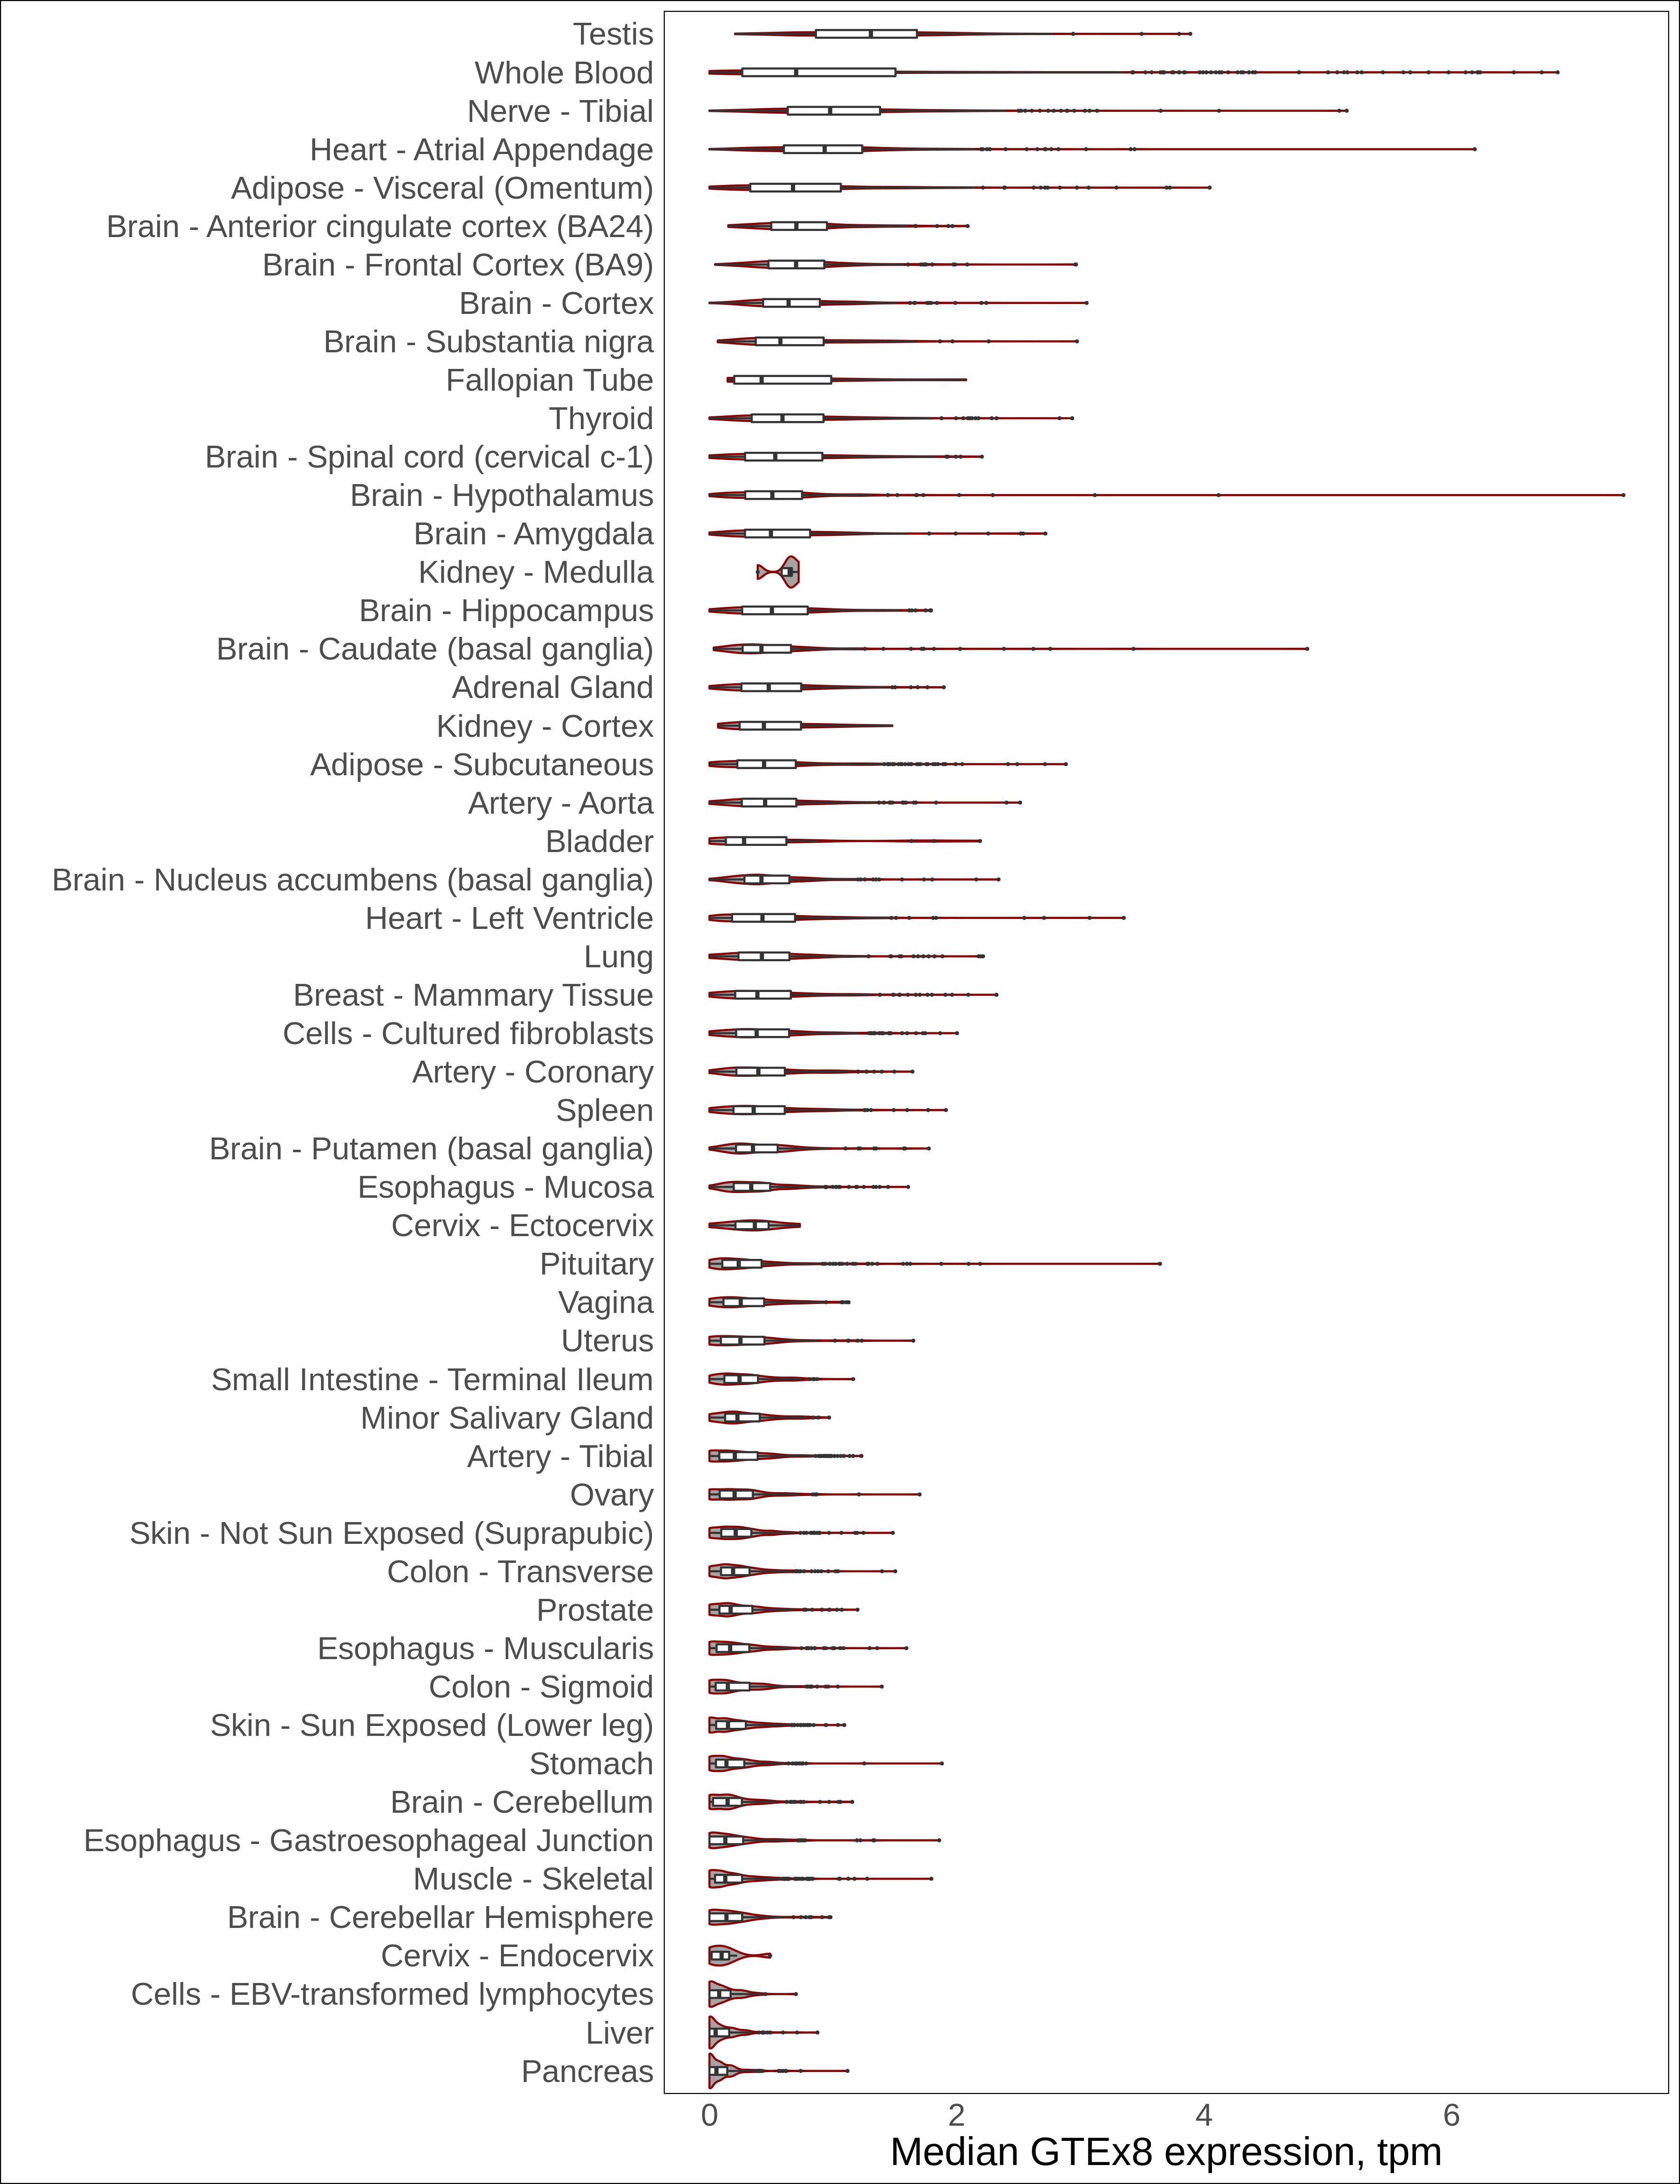 Testis
Whole Blood
Nerve - Tibial
Heart - Atrial Appendage
Adipose - Visceral (Omentum)
Brain - Anterior cingulate cortex (BA24)
Brain - Frontal Cortex (BA9)
Brain - Cortex
Brain - Substantia nigra
Fallopian Tube
Thyroid
Brain - Spinal cord (cervical c-1)
Brain - Hypothalamus
Brain - Amygdala
Kidney - Medulla
Brain - Hippocampus
Brain - Caudate (basal ganglia)
Adrenal Gland
Kidney - Cortex
Adipose - Subcutaneous
Artery - Aorta
Bladder
Brain - Nucleus accumbens (basal ganglia)
Heart - Left Ventricle
Lung
Breast - Mammary Tissue
Cells - Cultured fibroblasts
Artery - Coronary
Spleen
Brain - Putamen (basal ganglia)
Esophagus - Mucosa
Cervix - Ectocervix
Pituitary
Vagina
Uterus
Small Intestine - Terminal Ileum
Minor Salivary Gland
Artery - Tibial
Ovary
Skin - Not Sun Exposed (Suprapubic)
Colon - Transverse
Prostate
Esophagus - Muscularis
Colon - Sigmoid
Skin - Sun Exposed (Lower leg)
Stomach
Brain - Cerebellum
Esophagus - Gastroesophageal Junction
Muscle - Skeletal
Brain - Cerebellar Hemisphere
Cervix - Endocervix
Cells - EBV-transformed lymphocytes
Liver
Pancreas
0 2 4 6
Median GTEx8 expression, tpm